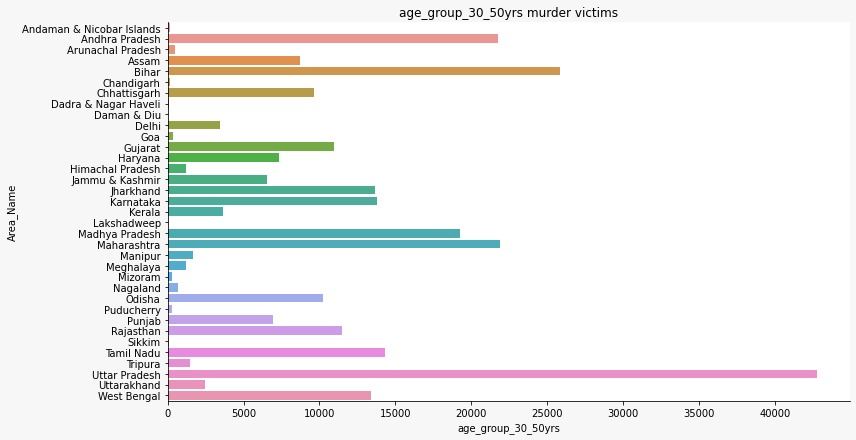 age_group_30_50yrs murder victims
Area_Name
Andaman & Nicobar Islands
Andhra Pradesh
Arunachal Pradesh
Assam
Bihar
Chandigarh
Chhattisgarh
Dadra & Nagar Haveli
Daman & Diu
Delhi
Goa
Gujarat
Haryana
Himachal Pradesh
Jammu & Kashmir
Jharkhand
Karnataka
Kerala
Lakshadweep
Madhya Pradesh
Maharashtra
Manipur
Meghalaya
Mizoram
Nagaland
Odisha
Puducherry
Punjab
Rajasthan
Sikkim
Tamil Nadu
Tripura
Uttar Pradesh
Uttarakhand
West Bengal
0 5000 10000 15000 20000 25000 30000 35000 40000
age_group_30_50yrs